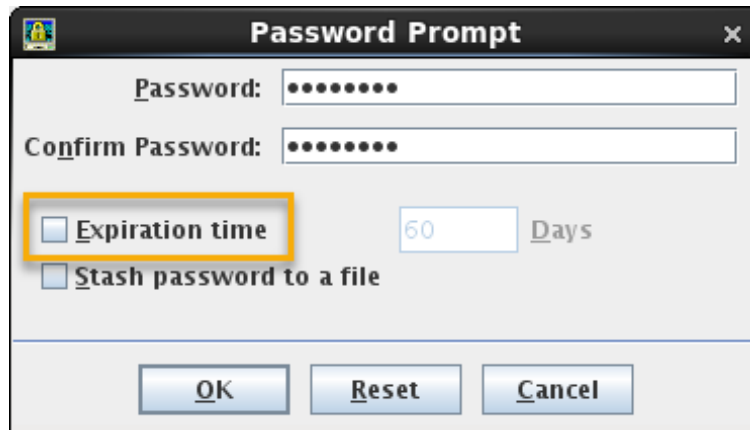 Password Prompt
Password: ••••••••
Confirm Password: ••••••••
Expiration time 60 Days
Stash password to a file
OK Reset Cancel